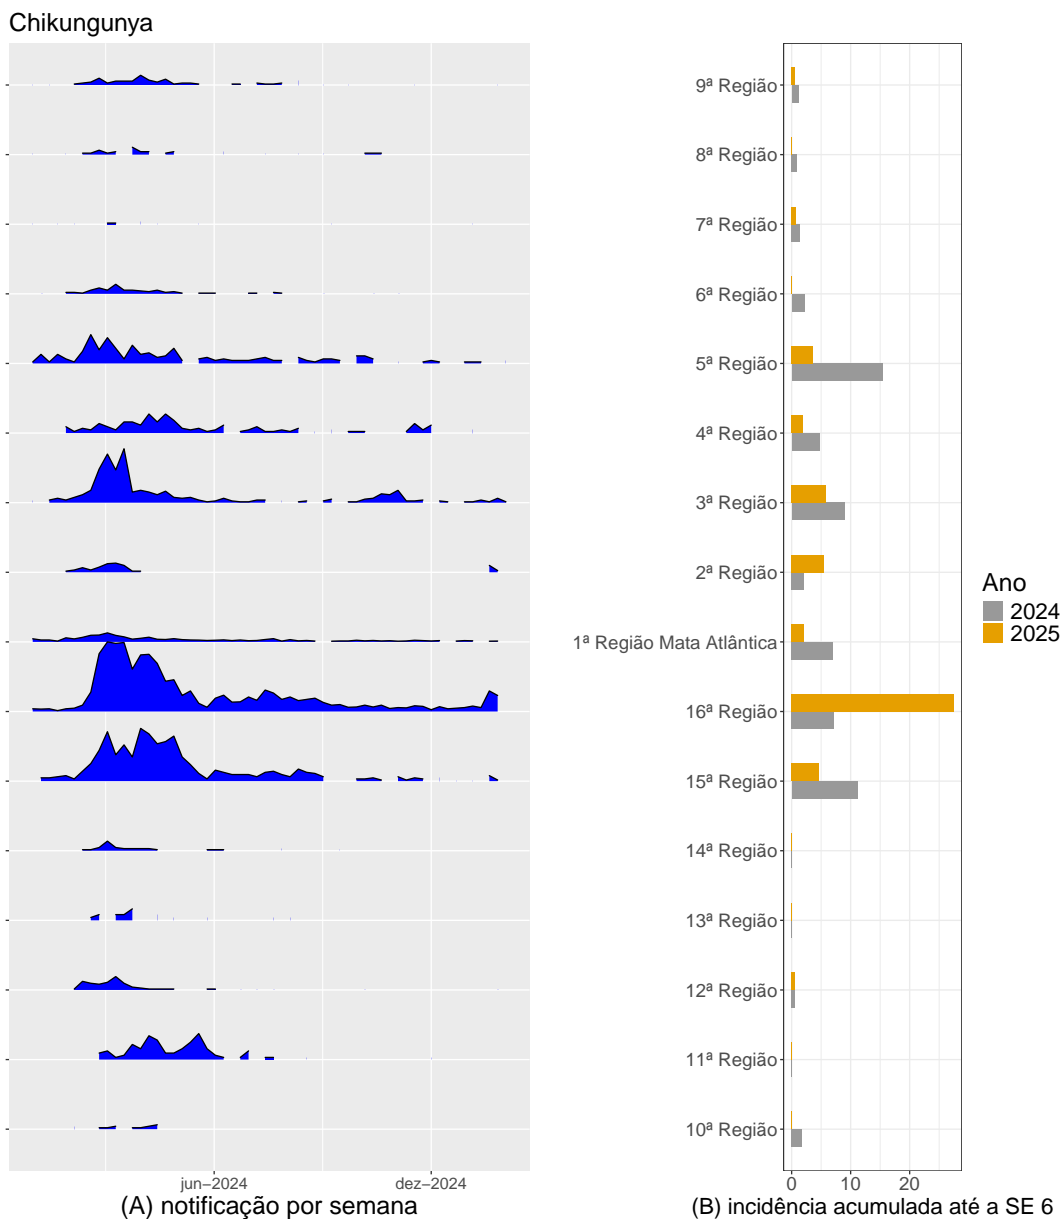 Chikungunya
9ª Região
8ª Região
7ª Região
6ª Região
5ª Região
4ª Região
3ª Região
2ª Região
1ª Região Mata Atlântica
16ª Região
15ª Região
14ª Região
13ª Região
12ª Região
11ª Região
10ª Região
Ano
2024
2025
jun–2024
dez–2024
0
10
20
(A) notificação por semana
(B) incidência acumulada até a SE 6